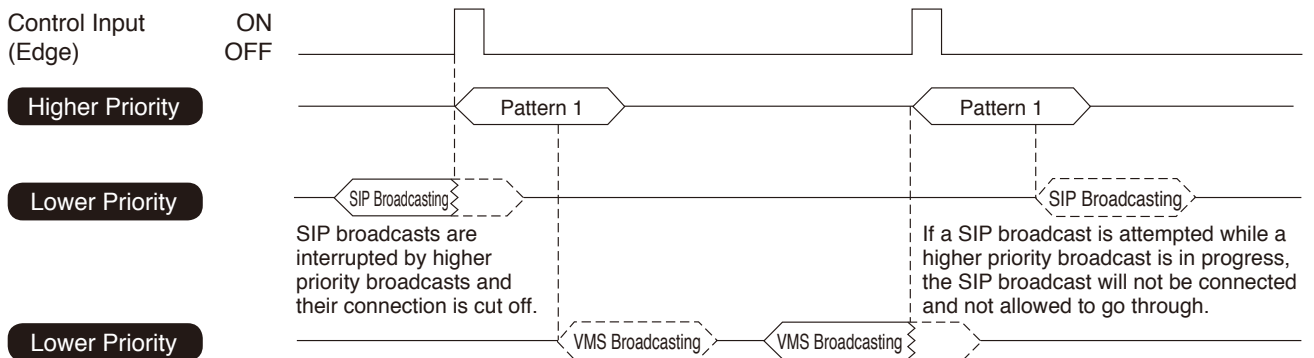 Control Input ON
(Edge) OFF
Higher Priority
Pattern 1 Pattern 1
Lower Priority
SIP Broadcasting SIP Broadcasting
SIP broadcasts are
interrupted by higher
priority broadcasts and
their connection is cut off.
If a SIP broadcast is attempted while a
higher priority broadcast is in progress,
the SIP broadcast will not be connected
and not allowed to go through.
Lower Priority
VMS Broadcasting VMS Broadcasting